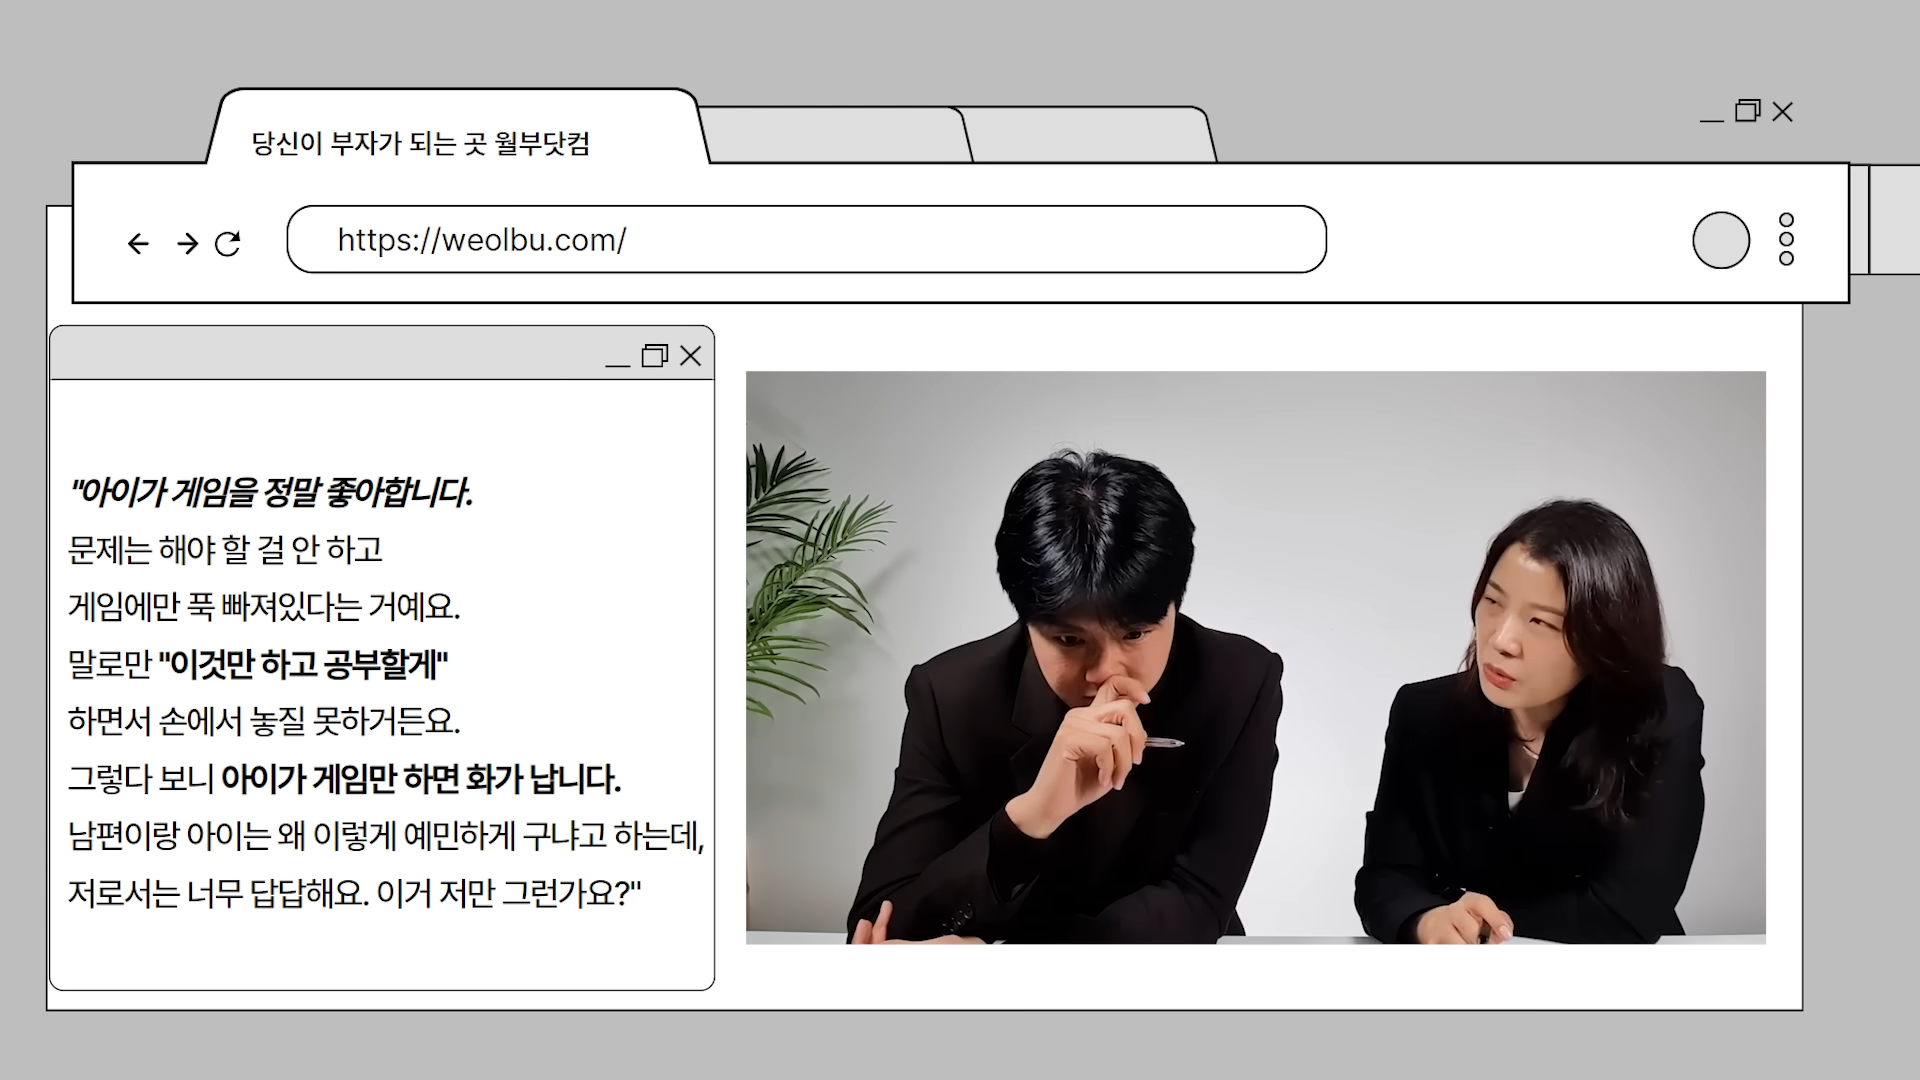 당신이 부자가 되는 곳 월부닷컴
https://weolbu.com/
"아이가 게임을 정말 좋아합니다.
문제는 해야 할 걸 안 하고
게임에만 푹 빠져있다는 거예요.
말로만 "이것만 하고 공부할게"
하면서 손에서 놓질 못하거든요.
그렇다 보니 아이가 게임만 하면 화가 납니다.
남편이랑 아이는 왜 이렇게 예민하게 구냐고 하는데,
저로서는 너무 답답해요. 이거 저만 그런가요?"